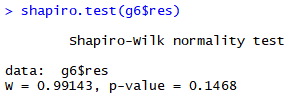 > shapiro.test(g6$res)
Shapiro-Wilk normality test
data:  g6$res
W = 0.99143, p-value = 0.1468